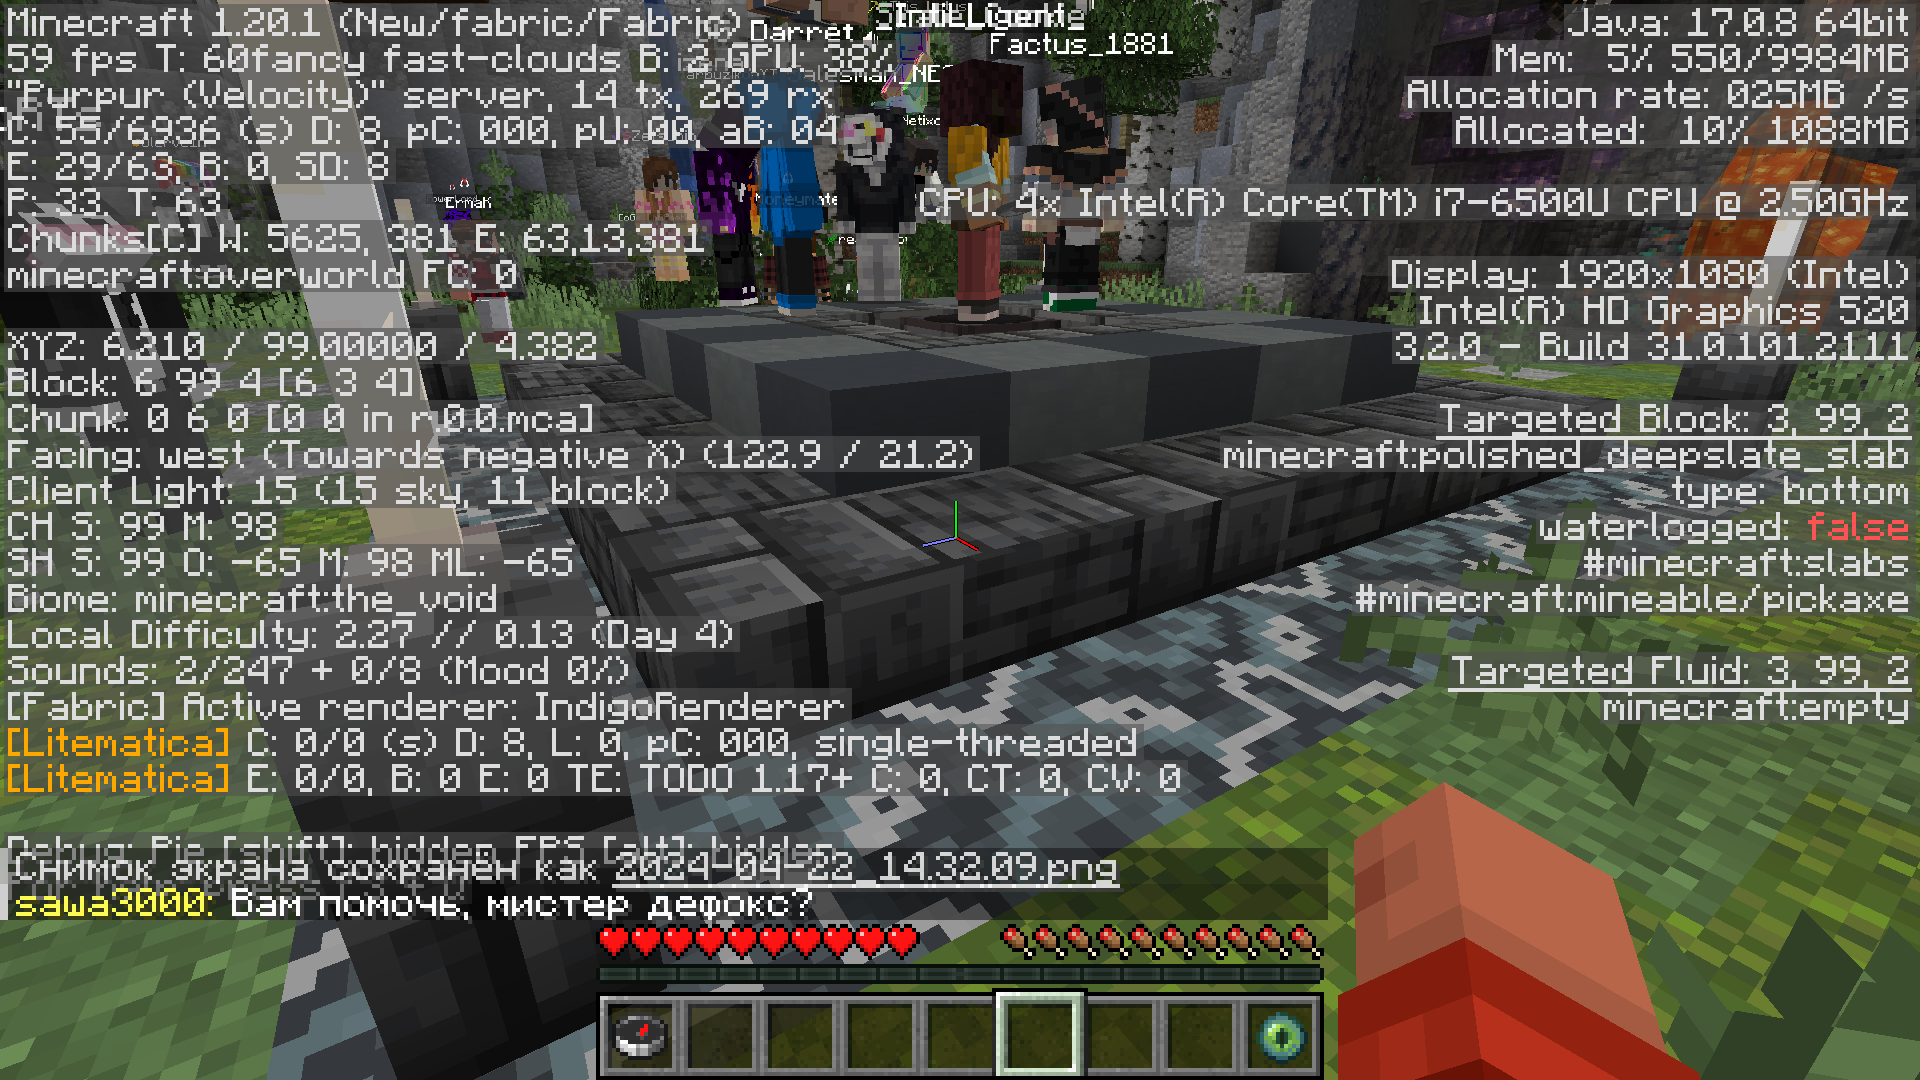 Minecraft 1.20.1 (New/fabric/Fabric)
59 fps T: 60fancy fast-clouds B: 2 GPU: 38%
"Purpur (Velocity)" server, 14 tx, 269 rx
C: 55/6936 (s) D: 8, pC: 000, pU: 00, aB: 04
E: 29/63, B: 0, SD: 8
P: 33. T: 63
Chunks[C] W: 5625, 381 E: 63,13,381
minecraft:overworld FC: 0
XYZ: 6.310 / 99.00000 / 4.382
Block: 6 99 4 [6 3 4]
Chunk: 0 6 0 [0 0 in r.0.0.mca]
Facing: west (Towards negative X) (122.9 / 21.2)
Client Light: 15 (15 sky, 11 block)
CH S: 99 M: 98
SH S: 99 O: -65 M: 98 ML: -65
Biome: minecraft:the_void
Local Difficulty: 2.27 // 0.13 (Day 4)
Sounds: 2/247 + 0/8 (Mood 0%)
[Fabric] Active renderer: IndigoRenderer
[Litematica] C: 0/0 (s) D: 8, L: 0, pC: 000, single-threaded
[Litematica] E: 0/0, B: 0 E: 0 TE: TODO 1.17+ C: 0, CT: 0, CV: 0
Debug: Pie [shift]: hidden FPS [alt]: hidden
Снимок экрана сохранен как 2024-04-22_14.32.09.png
sawa3000: Вам помочь, мистер дефокс?
Java: 17.0.8 64bit
Mem: 5% 550/9984MB
Allocation rate: 025MB /s
Allocated: 10% 1088MB
CPU: 4x Intel(R) Core(TM) i7-6500U CPU @ 2.50GHz
Display: 1920x1080 (Intel)
Intel(R) HD Graphics 520
3.2.0 - Build 31.0.101.2111
Targeted Block: 3, 99, 2
minecraft:polished_deepslate_slab
type: bottom
waterlogged: false
#minecraft:slabs
#minecraft:mineable/pickaxe
Targeted Fluid: 3, 99, 2
minecraft:empty
Darret
Factus_1881
ErmaK